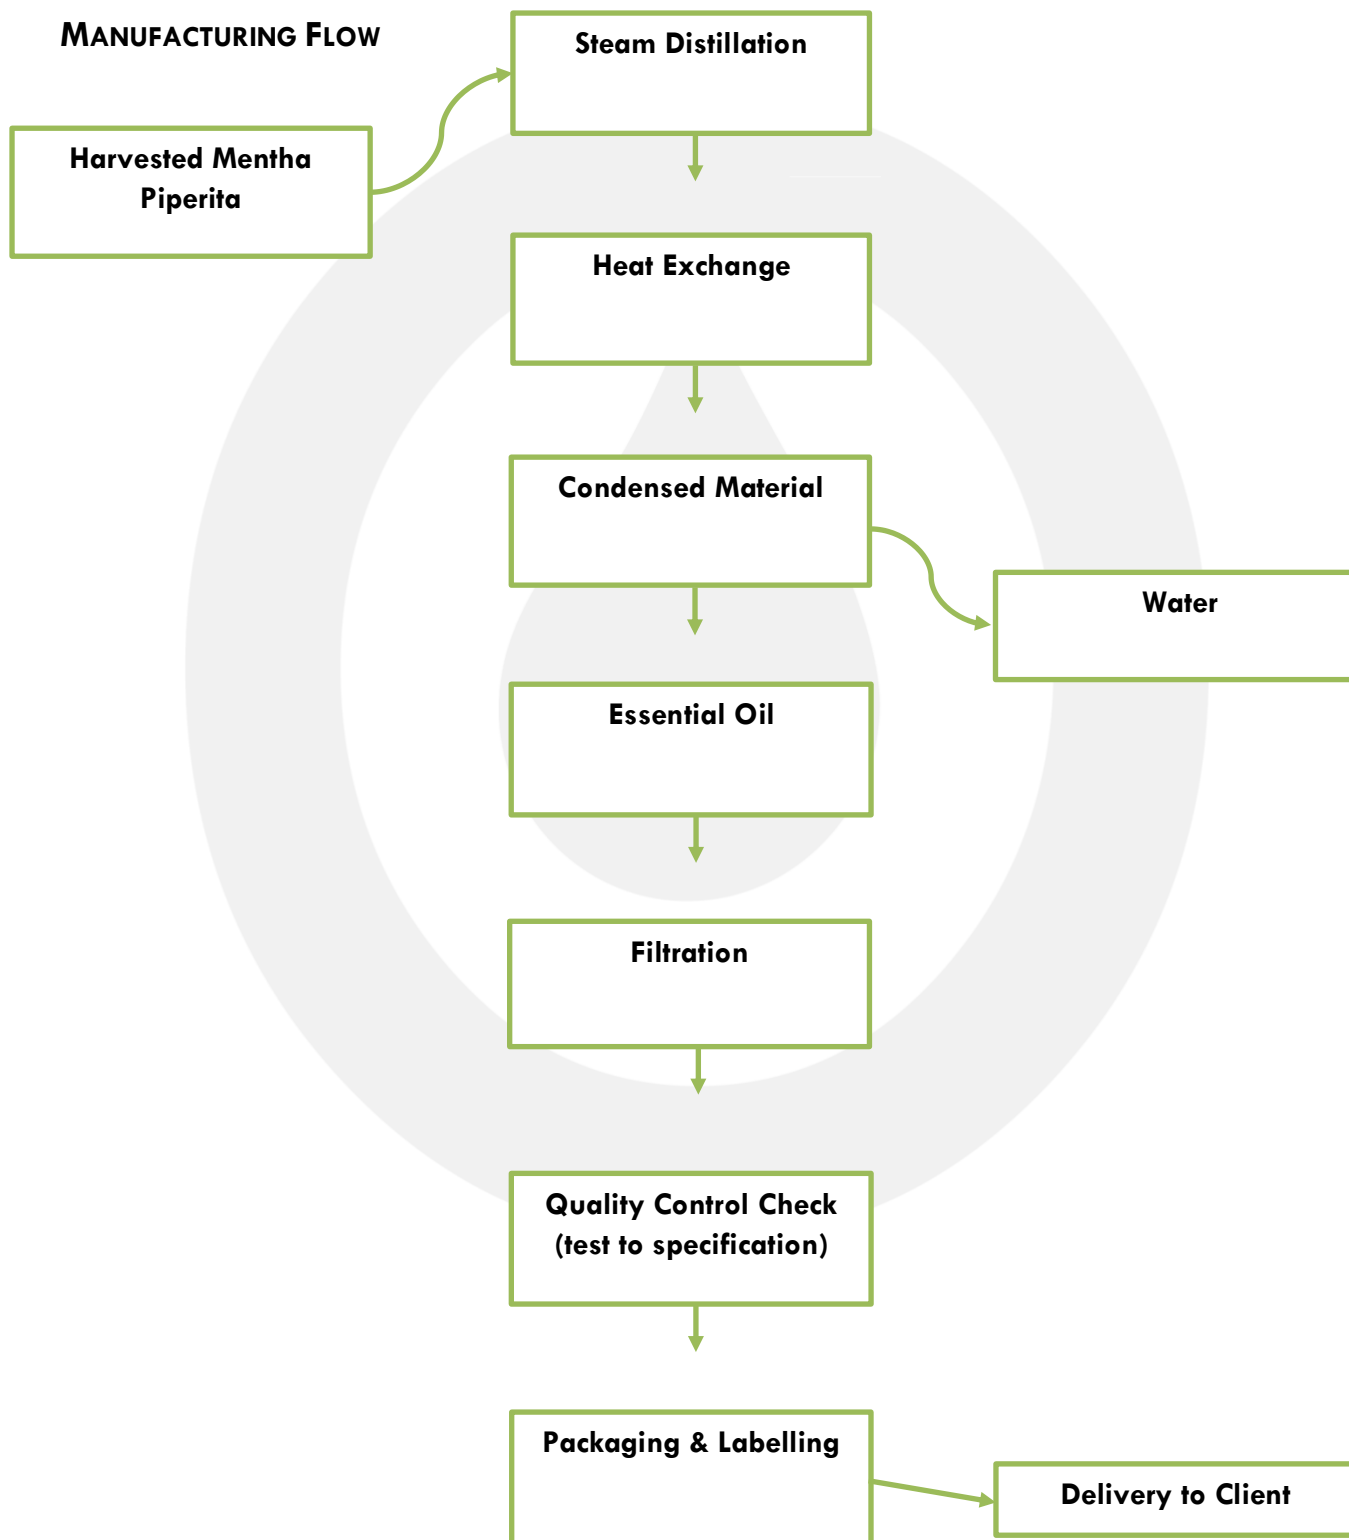 MANUFACTURING FLOW
Steam Distillation
Harvested Mentha
Piperita
Heat Exchange
Condensed Material
Water
Essential Oil
Filtration
Quality Control Check
(test to specification)
Packaging & Labelling
Delivery to Client